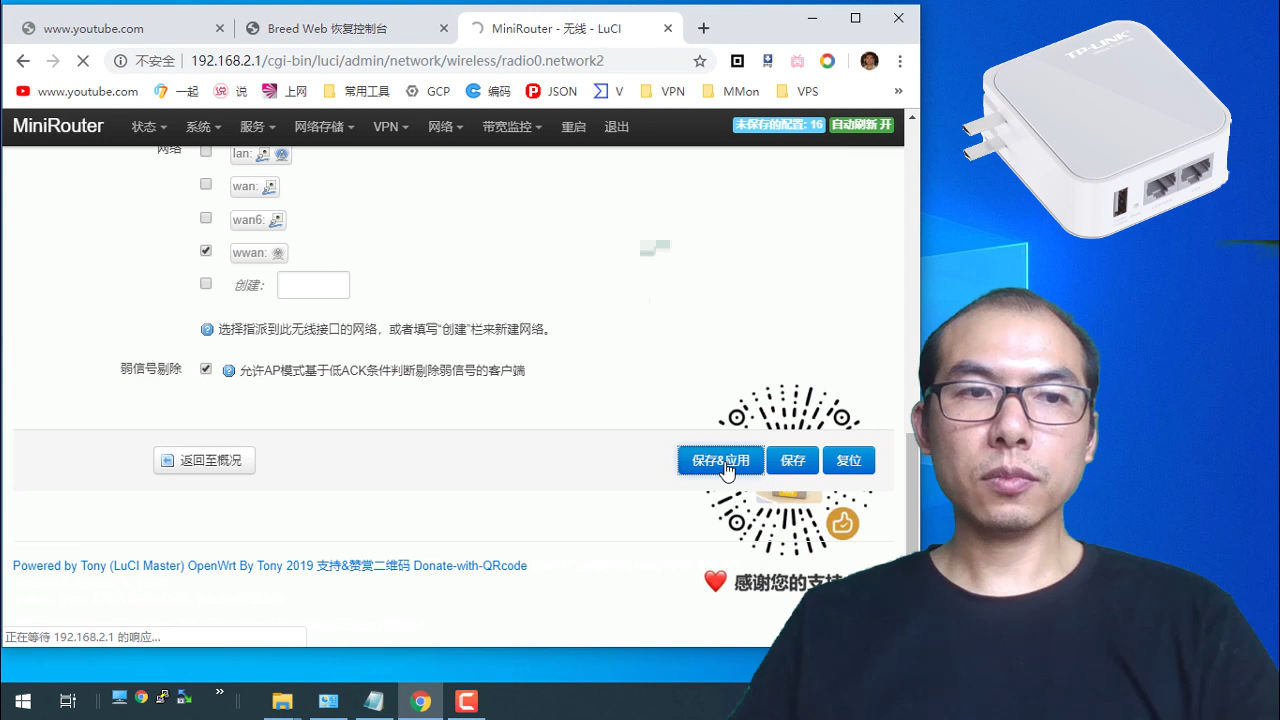 www.youtube.com
Breed Web 恢复控制台
MiniRouter - 无线 - LuCI
不安全
192.168.2.1/cgi-bin/luci/admin/network/wireless/radio0.network2
www.youtube.com
一起
说
上网
常用工具
GCP
编码
JSON
V
VPN
MMon
VPS
MiniRouter
状态
系统
服务
网络存储
VPN
网络
带宽监控
重启
退出
未保存的配置: 16
自动刷新 开
网络
lan:
wan:
wan6:
wwan:
创建:
选择指派到此无线接口的网络，或者填写"创建"栏来新建网络。
弱信号剔除
允许AP模式基于低ACK条件判断剔除弱信号的客户端
返回至概况
保存&应用
保存
复位
Powered by Tony (LuCI Master) OpenWrt By Tony 2019 支持&赞赏二维码 Donate-with-QRcode
感谢您的支持
正在等待 192.168.2.1 的响应...
TP-LINK